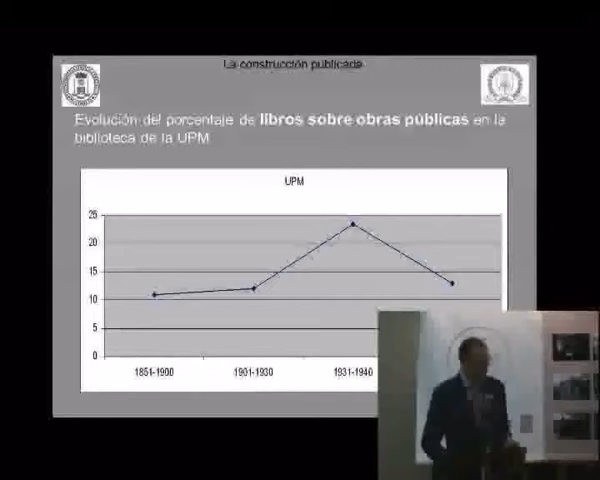 La construcción publicada
Evolución del porcentaje de libros sobre obras públicas en la
biblioteca de la UPM
UPM
25
20
15
10
5
0
1851-1900
1901-1930
1931-1940